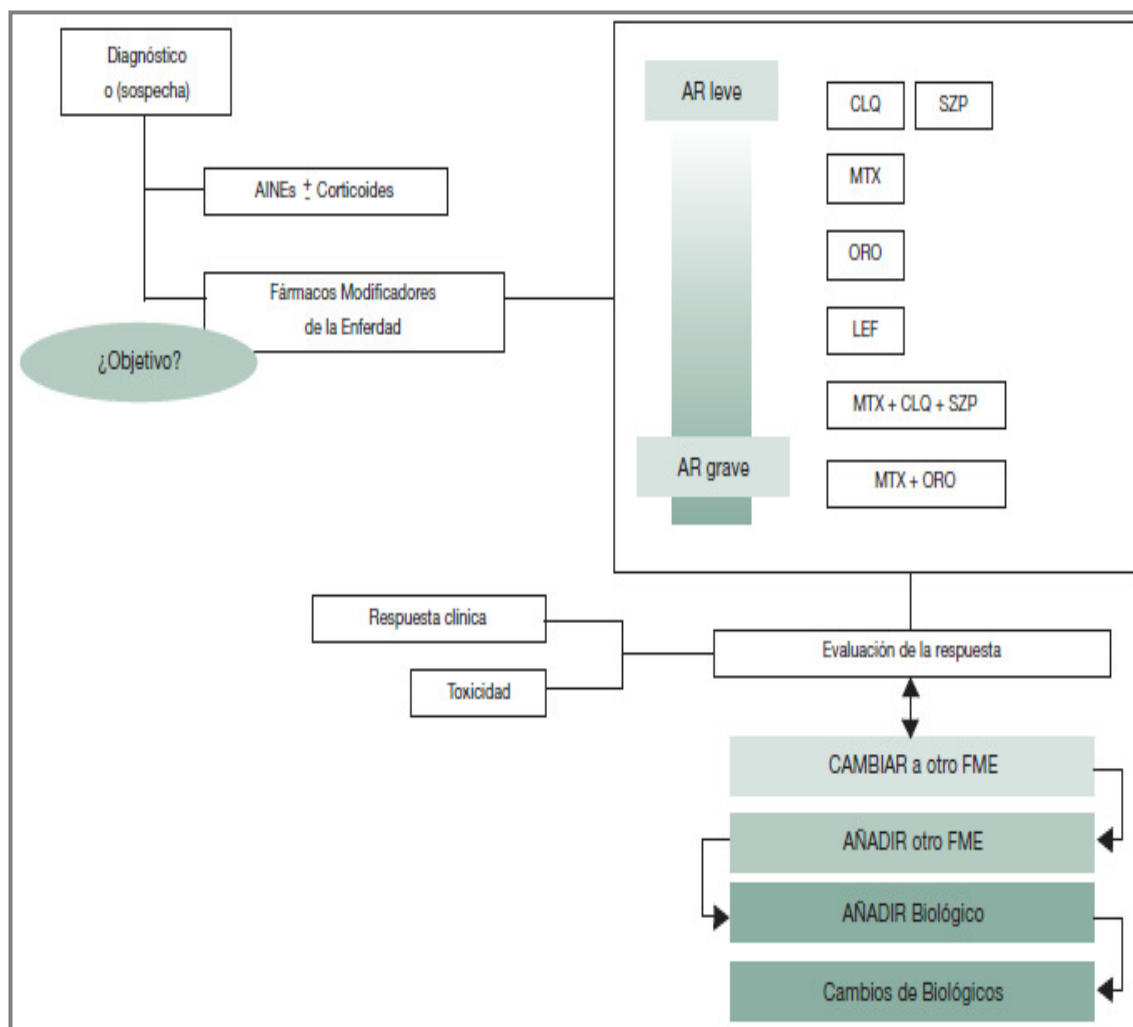 Diagnóstico
o (sospecha)
AINEs ± Corticoides
Fármacos Modificadores
de la Enferdad
¿Objetivo?
AR leve
CLQ
SZP
MTX
ORO
LEF
MTX + CLQ + SZP
AR grave
MTX + ORO
Respuesta clínica
Toxicidad
Evaluación de la respuesta
CAMBIAR a otro FME
AÑADIR otro FME
AÑADIR Biológico
Cambios de Biológicos